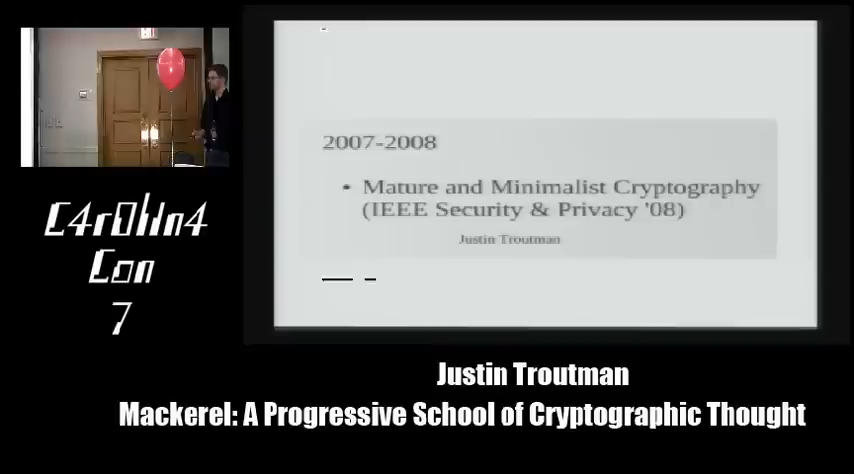 2007-2008
• Mature and Minimalist Cryptography
(IEEE Security & Privacy '08)
Justin Troutman
C4r0l1n4
Con
7
Justin Troutman
Mackerel: A Progressive School of Cryptographic Thought